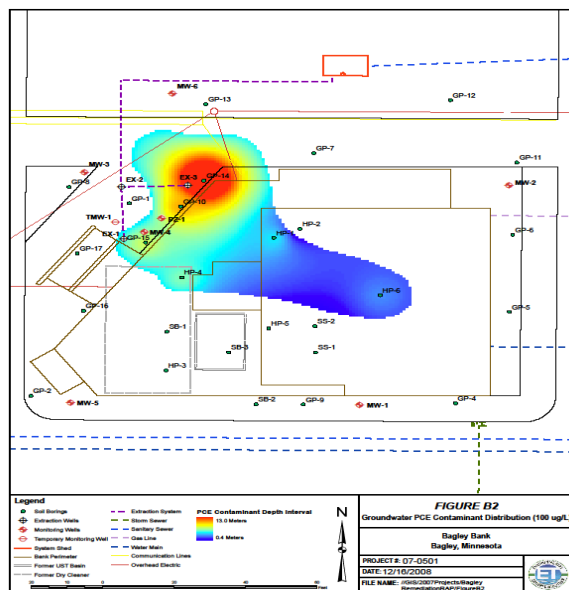 MW-6
GP-13
GP-12
GP-7
GP-11
MW-3
GP-8
EX-2
EX-3
GP-14
MW-2
GP-1
GP-10
TMW-1
PZ-1
EX-1
MW-4
GP-15
HP-2
GP-6
GP-17
HP-4
HP-6
GP-16
GP-5
SB-1
HP-5
SS-2
SB-3
SS-1
HP-3
GP-2
MW-5
SB-2
GP-9
MW-1
GP-4
Legend
Soil Borings
Extraction Wells
Monitoring Wells
Temporary Monitoring Well
System Shed
Bank Perimeter
Former UST Basin
Former Dry Cleaner
Extraction System
Storm Sewer
Sanitary Sewer
Gas Line
Water Main
Communication Lines
Overhead Electric
PCE Contaminant Depth Interval
13.0 Meters
0.4 Meters
N
FIGURE B2
Groundwater PCE Contaminant Distribution (100 ug/L)
Bagley Bank
Bagley, Minnesota
PROJECT #: 07-0501
DATE: 12/16/2008
FILE NAME: //GIS/2007Projects/Bagley
RemediationRAP/FigureB2
ET